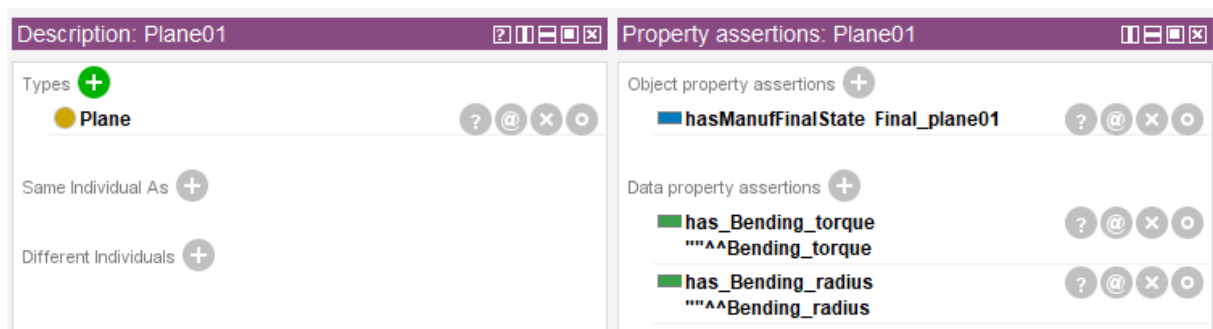 Description: Plane01
Types
Plane
Same Individual As
Different Individuals
Property assertions: Plane01
Object property assertions
hasManufFinalState Final_plane01
Data property assertions
has_Bending_torque
""^^Bending_torque
has_Bending_radius
""^^Bending_radius